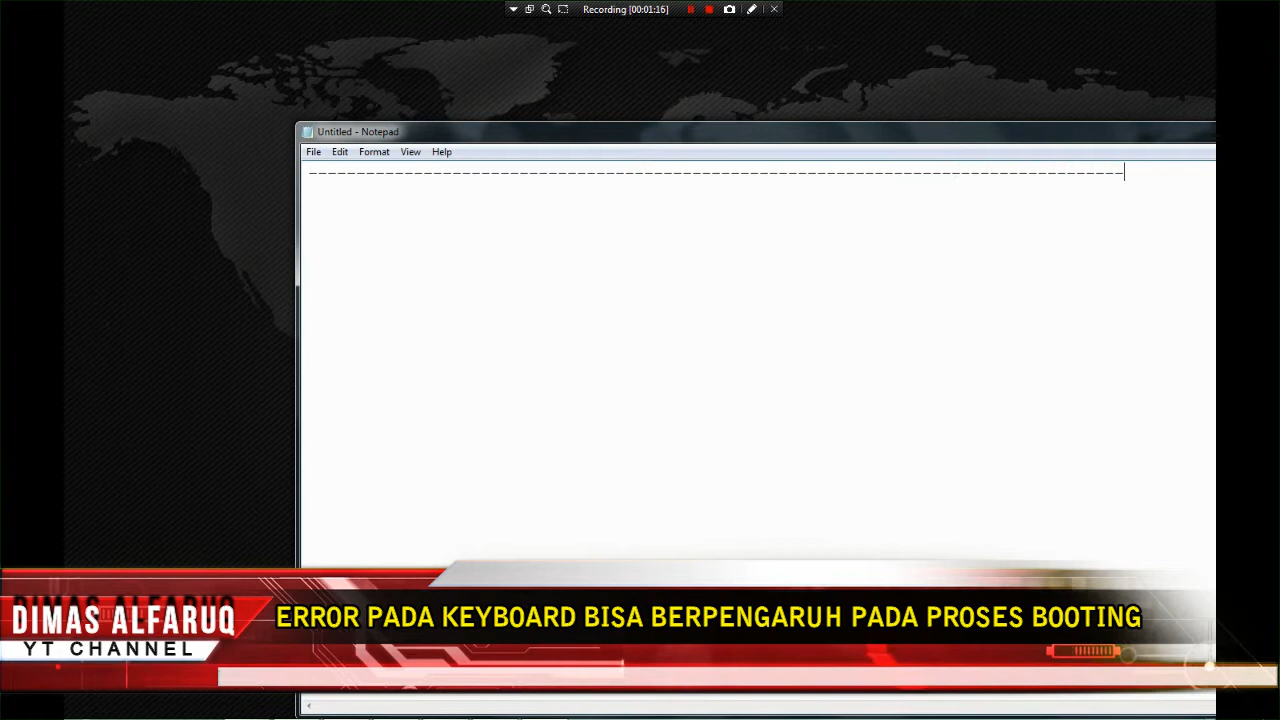 Recording [00:01:16]
Untitled - Notepad
File Edit Format View Help
-------------------------------------------------------------------------------------
DIMAS ALFARUQ
YT CHANNEL
ERROR PADA KEYBOARD BISA BERPENGARUH PADA PROSES BOOTING